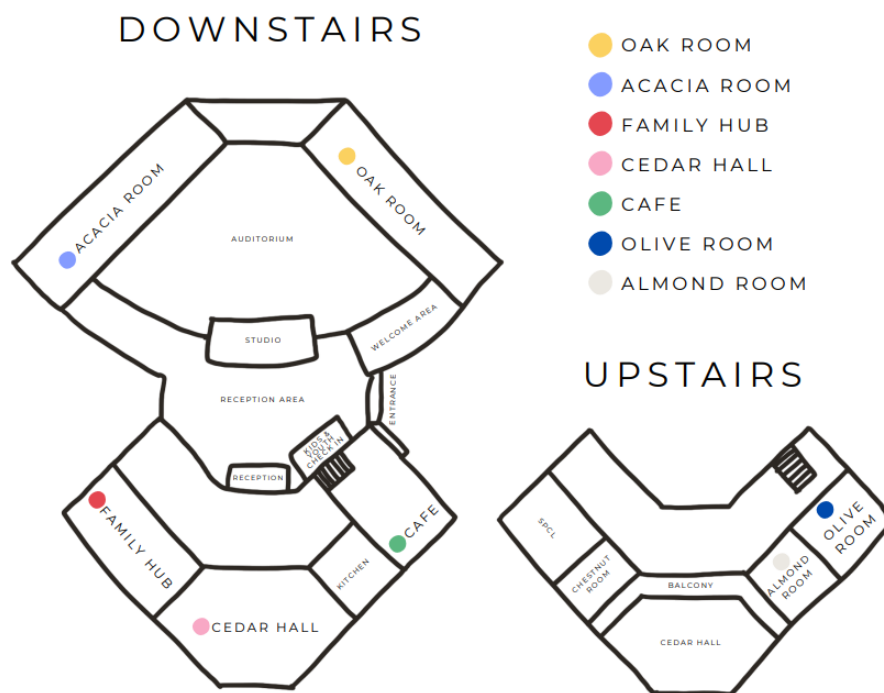 DOWNSTAIRS
OAK ROOM
ACACIA ROOM
FAMILY HUB
CEDAR HALL
CAFE
OLIVE ROOM
ALMOND ROOM
ACACIA ROOM
OAK ROOM
AUDITORIUM
STUDIO
WELCOME AREA
RECEPTION AREA
ENTRANCE
KIDS &
YOUTH
CHECK IN
RECEPTION
FAMILY HUB
CAFE
KITCHEN
CEDAR HALL
UPSTAIRS
SPCL
CHESTNUT
ROOM
BALCONY
ALMOND
ROOM
OLIVE
ROOM
CEDAR HALL